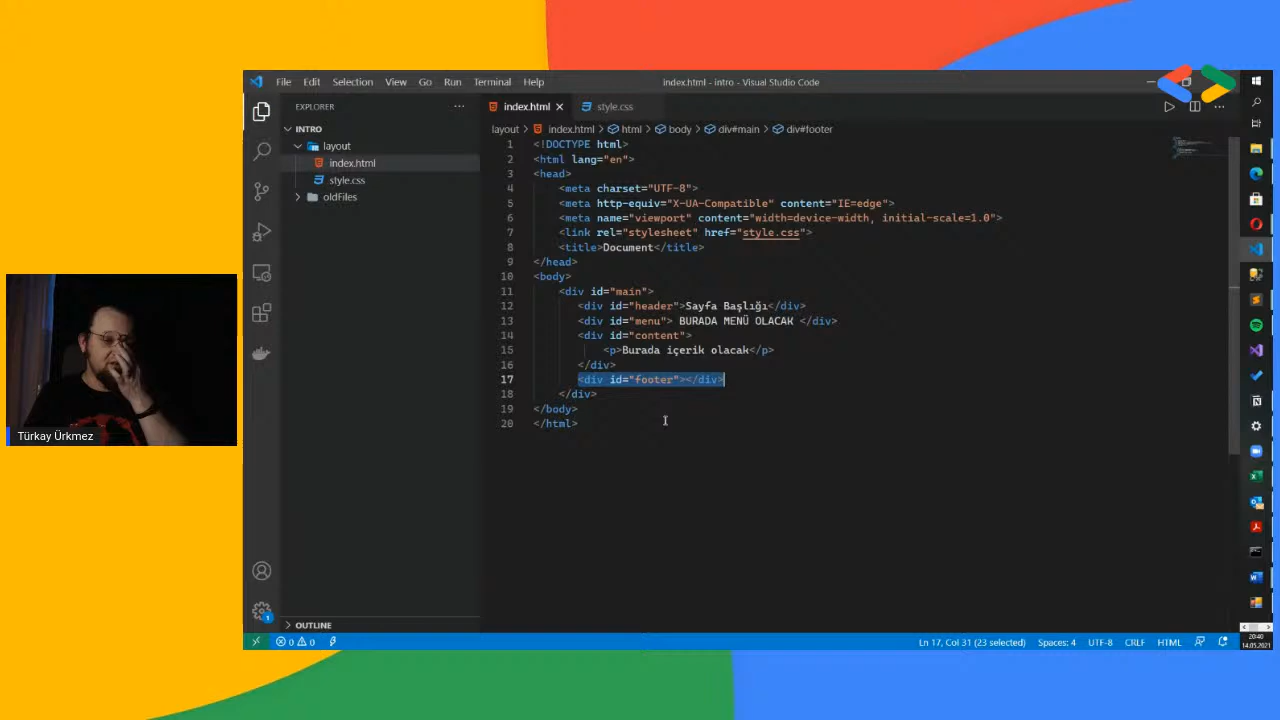 File Edit Selection View Go Run Terminal Help
index.html - intro - Visual Studio Code
EXPLORER
···
index.html
style.css
INTRO
layout
index.html
style.css
oldFiles
layout > index.html > html > body > div#main > div#footer
1 <!DOCTYPE html>
2 <html lang="en">
3 <head>
4 <meta charset="UTF-8">
5 <meta http-equiv="X-UA-Compatible" content="IE=edge">
6 <meta name="viewport" content="width=device-width, initial-scale=1.0">
7 <link rel="stylesheet" href="style.css">
8 <title>Document</title>
9 </head>
10 <body>
11 <div id="main">
12 <div id="header">Sayfa Başlığı</div>
13 <div id="menu"> BURADA MENÜ OLACAK </div>
14 <div id="content">
15 <p>Burada içerik olacak</p>
16 </div>
17 <div id="footer"></div>
18 </div>
19 </body>
20 </html>
Türkay Ürkmez
OUTLINE
1
0 0
Ln 17, Col 31 (23 selected) Spaces: 4 UTF-8 CRLF HTML
20:40
14.05.2021